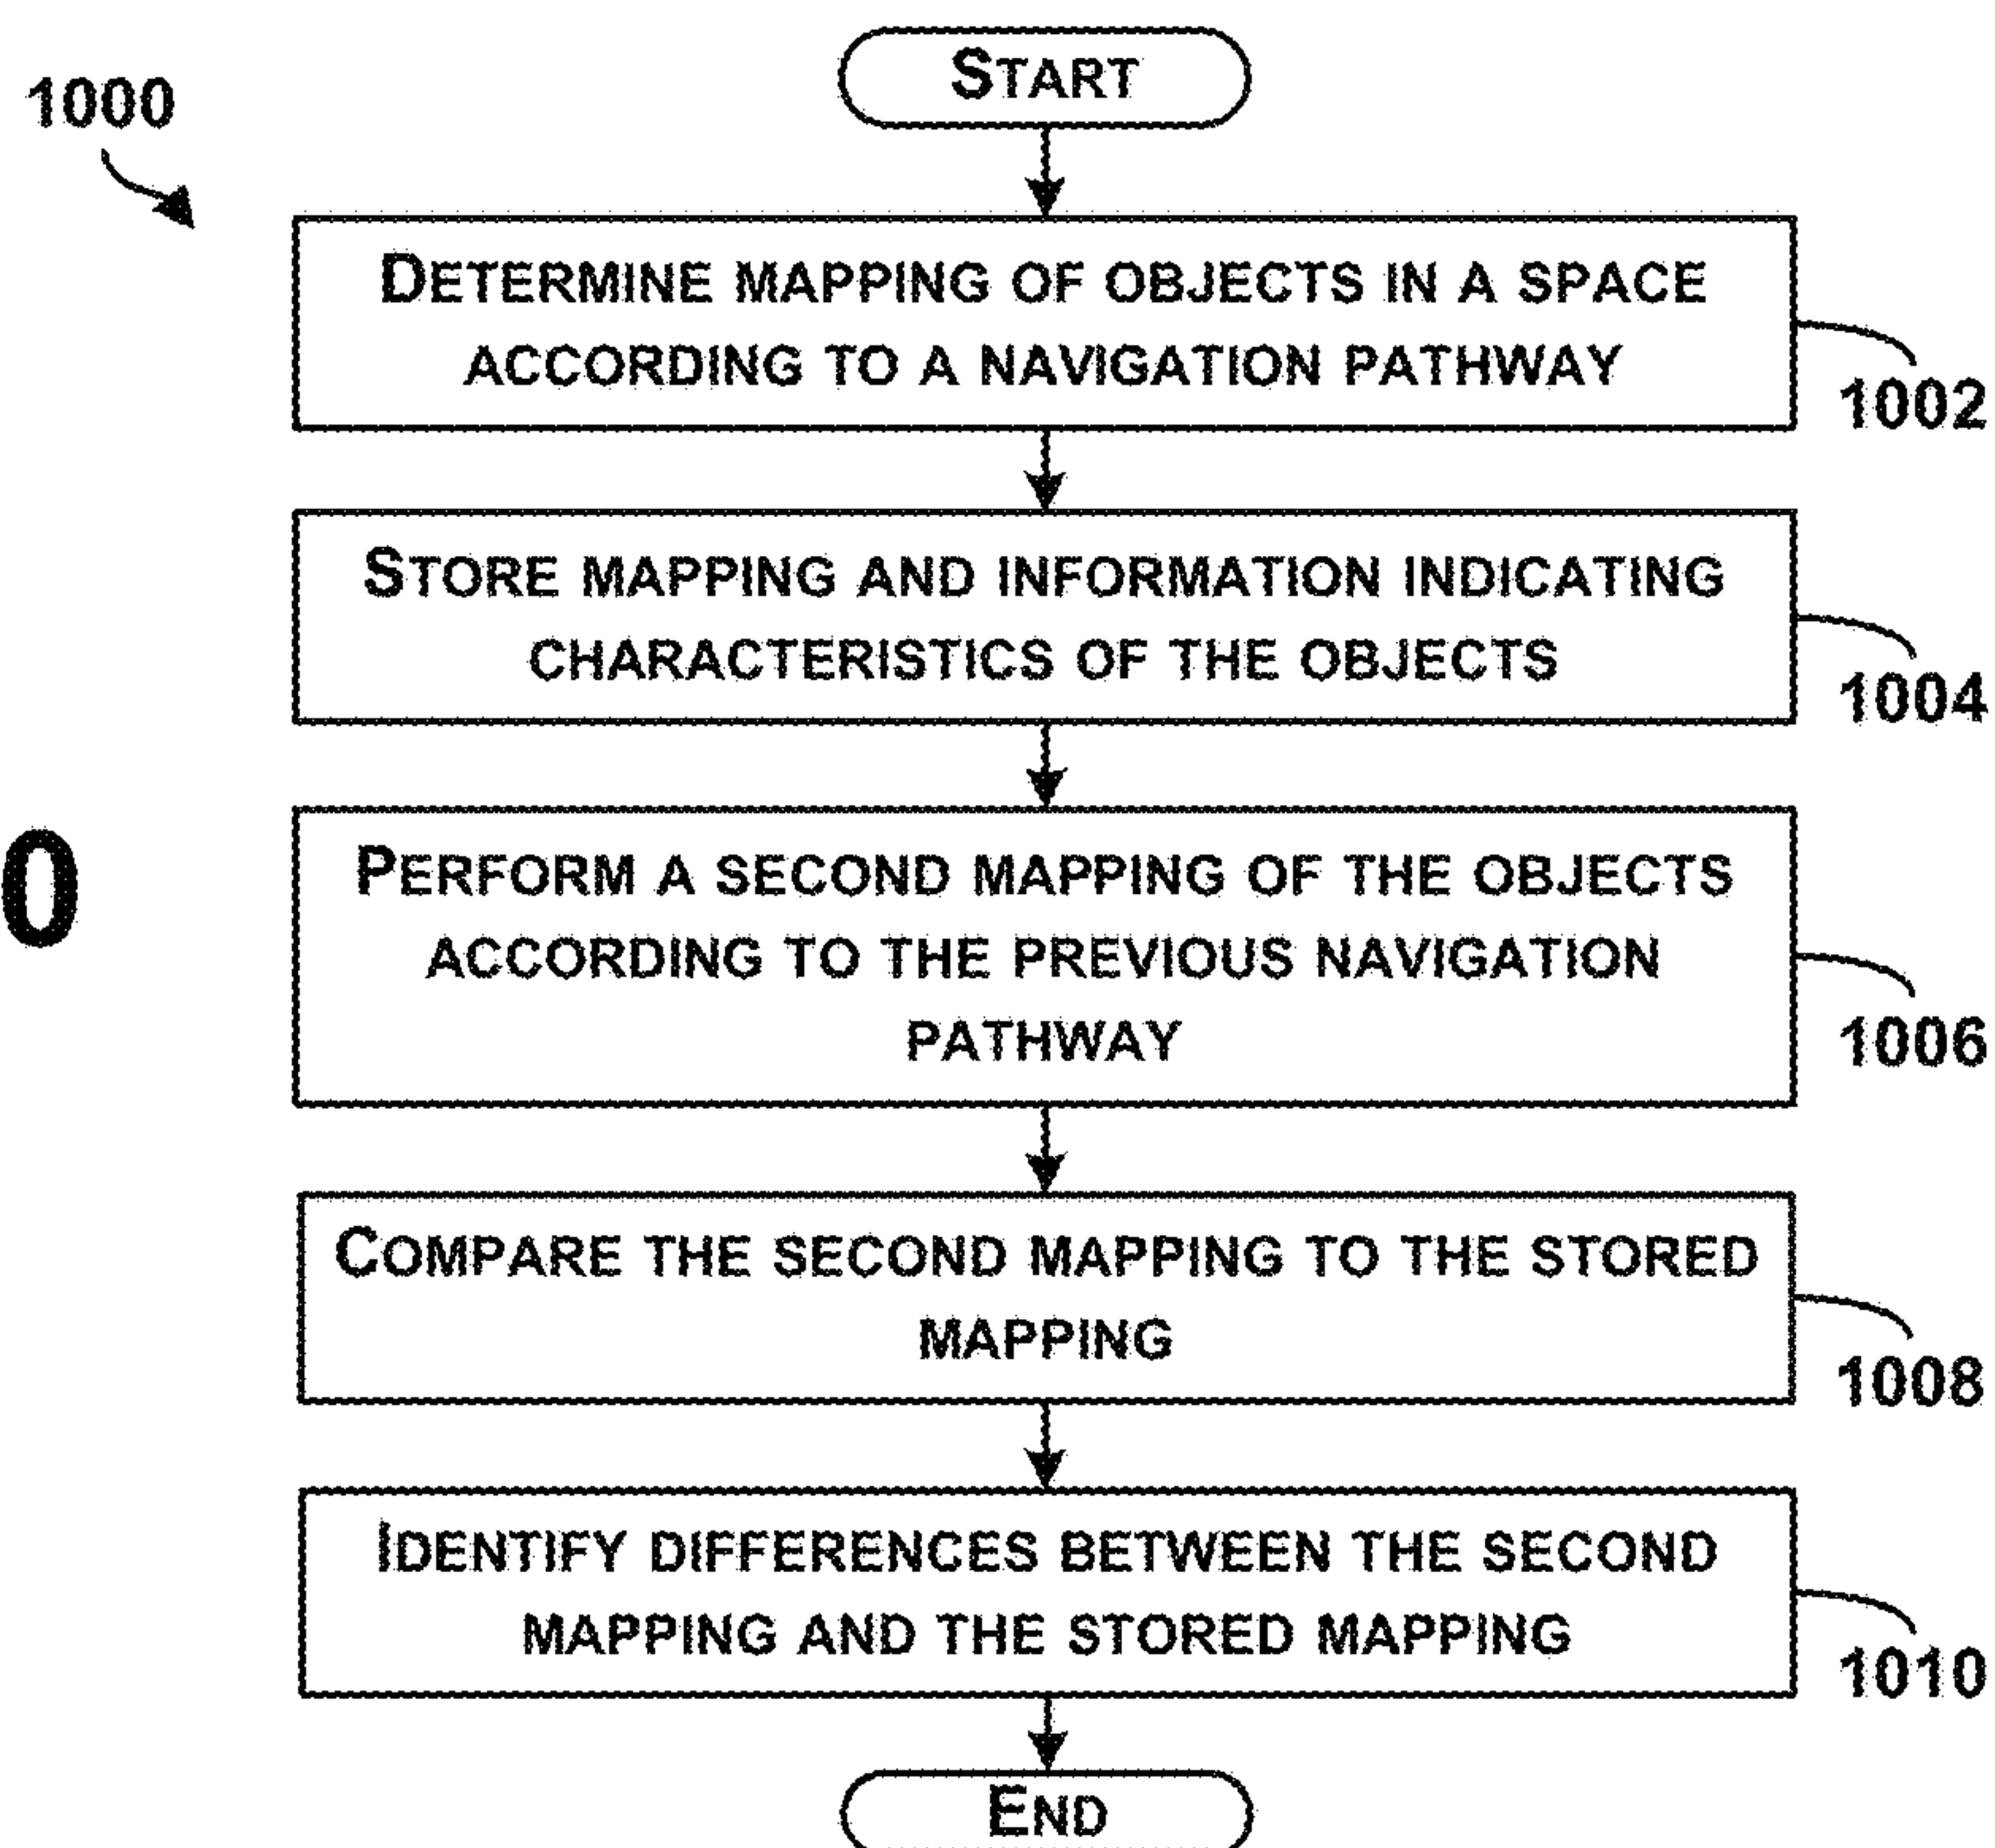 START
1000
DETERMINE MAPPING OF OBJECTS IN A SPACE
ACCORDING TO A NAVIGATION PATHWAY
1002
STORE MAPPING AND INFORMATION INDICATING
CHARACTERISTICS OF THE OBJECTS
1004
0
PERFORM A SECOND MAPPING OF THE OBJECTS
ACCORDING TO THE PREVIOUS NAVIGATION
PATHWAY
1006
COMPARE THE SECOND MAPPING TO THE STORED
MAPPING
1008
IDENTIFY DIFFERENCES BETWEEN THE SECOND
MAPPING AND THE STORED MAPPING
1010
END